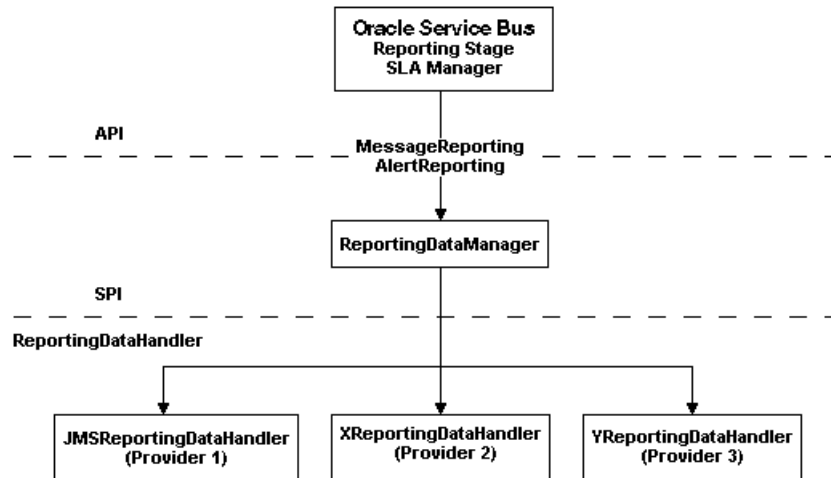 Oracle Service Bus
Reporting Stage
SLA Manager
API
MessageReporting
AlertReporting
ReportingDataManager
SPI
ReportingDataHandler
JMSReportingDataHandler
(Provider 1)
XReportingDataHandler
(Provider 2)
YReportingDataHandler
(Provider 3)